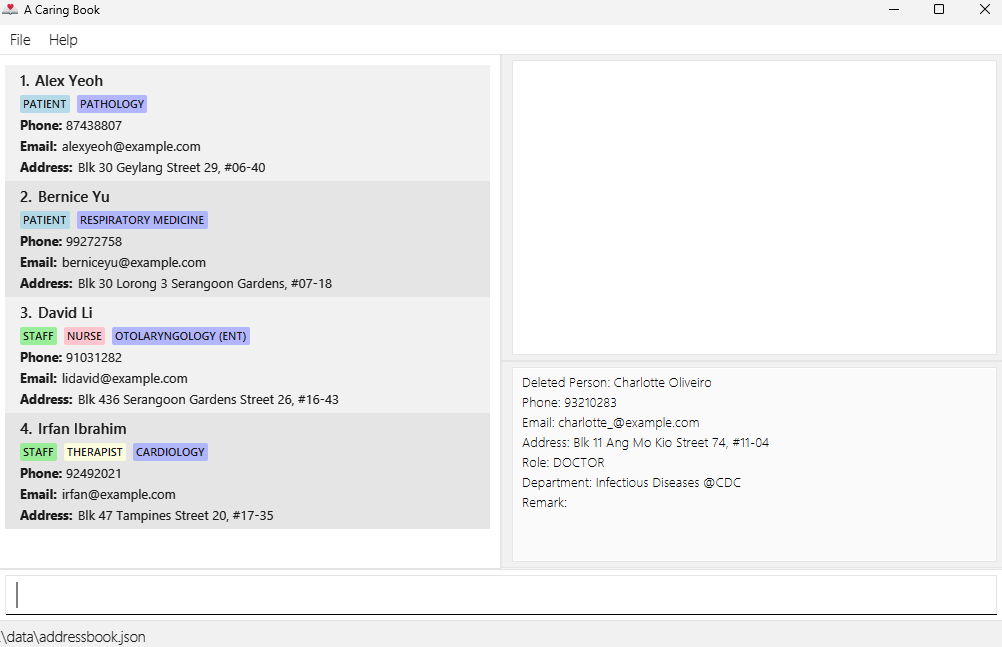 A Caring Book
File Help
1. Alex Yeoh
PATIENT PATHOLOGY
Phone: 87438807
Email: alexyeoh@example.com
Address: Blk 30 Geylang Street 29, #06-40
2. Bernice Yu
PATIENT RESPIRATORY MEDICINE
Phone: 99272758
Email: berniceyu@example.com
Address: Blk 30 Lorong 3 Serangoon Gardens, #07-18
3. David Li
STAFF NURSE OTOLARYNGOLOGY (ENT)
Phone: 91031282
Email: lidavid@example.com
Address: Blk 436 Serangoon Gardens Street 26, #16-43
4. Irfan Ibrahim
STAFF THERAPIST CARDIOLOGY
Phone: 92492021
Email: irfan@example.com
Address: Blk 47 Tampines Street 20, #17-35
Deleted Person: Charlotte Oliveiro
Phone: 93210283
Email: charlotte_@example.com
Address: Blk 11 Ang Mo Kio Street 74, #11-04
Role: DOCTOR
Department: Infectious Diseases @CDC
Remark:
\data\addressbook.json